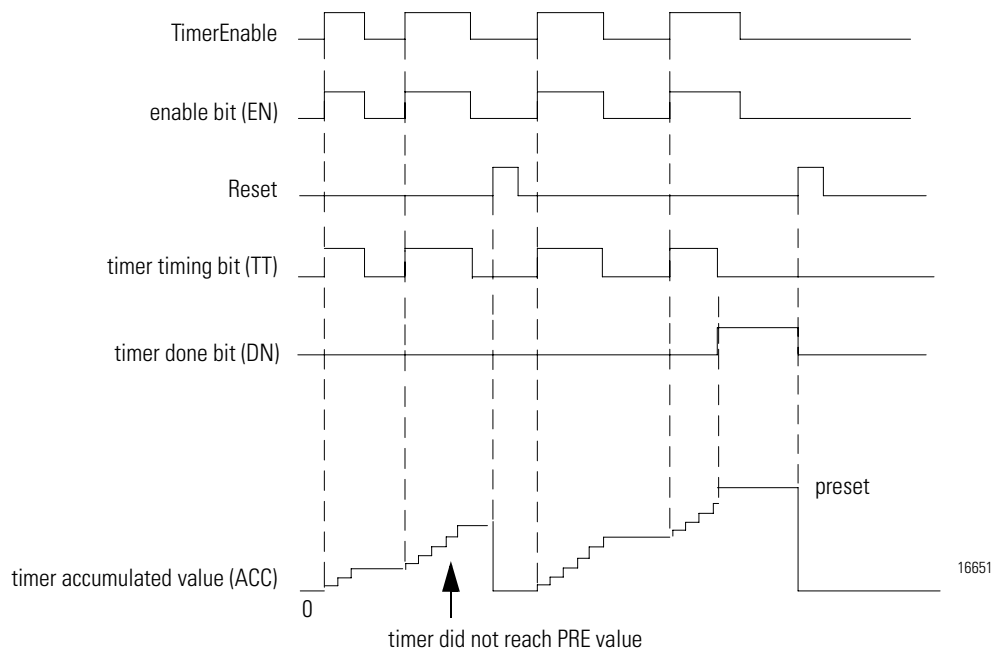 TimerEnable
enable bit (EN)
Reset
timer timing bit (TT)
timer done bit (DN)
preset
timer accumulated value (ACC)
16651
0
timer did not reach PRE value